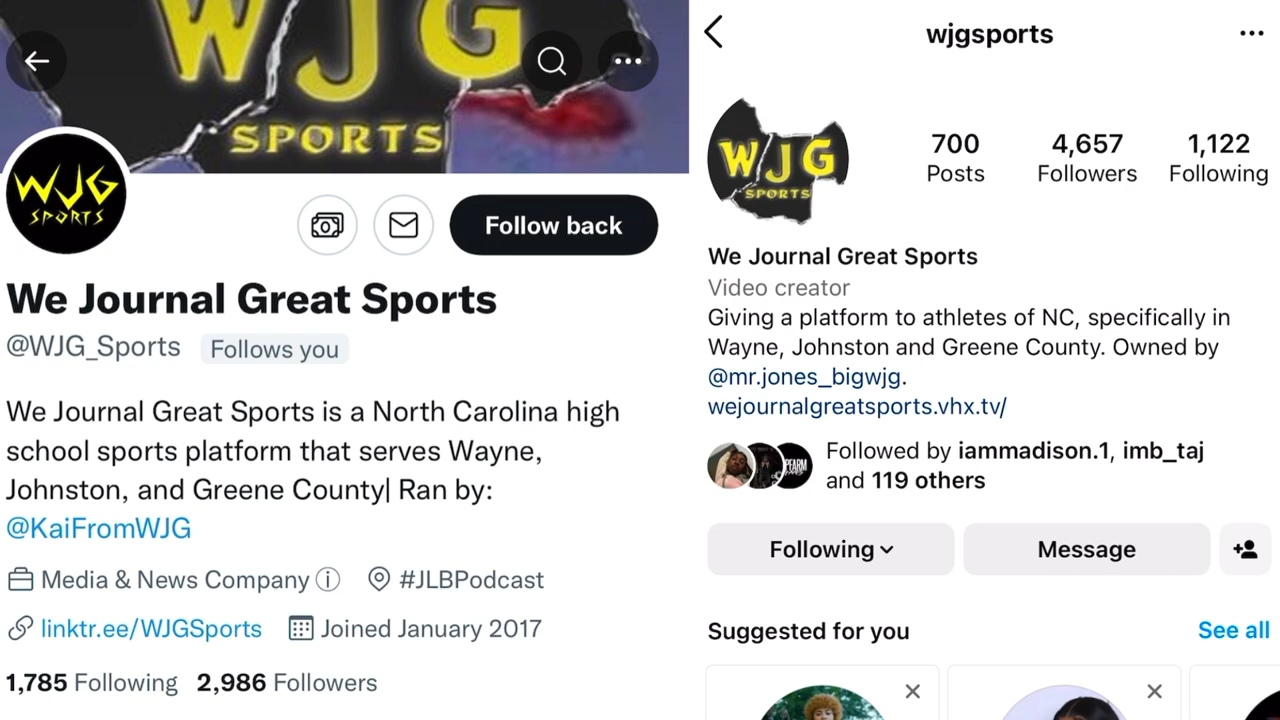 WJG
SPORTS
WJG
SPORTS
Follow back
We Journal Great Sports
@WJG_Sports Follows you
We Journal Great Sports is a North Carolina high
school sports platform that serves Wayne,
Johnston, and Greene County| Ran by:
@KaiFromWJG
Media & News Company #JLBPodcast
linktr.ee/WJGSports Joined January 2017
1,785 Following 2,986 Followers
wjgsports
WJG
SPORTS
700 4,657 1,122
Posts Followers Following
We Journal Great Sports
Video creator
Giving a platform to athletes of NC, specifically in
Wayne, Johnston and Greene County. Owned by
@mr.jones_bigwjg.
wejournalgreatsports.vhx.tv/
Followed by iammadison.1, imb_taj
and 119 others
Following Message
Suggested for you See all